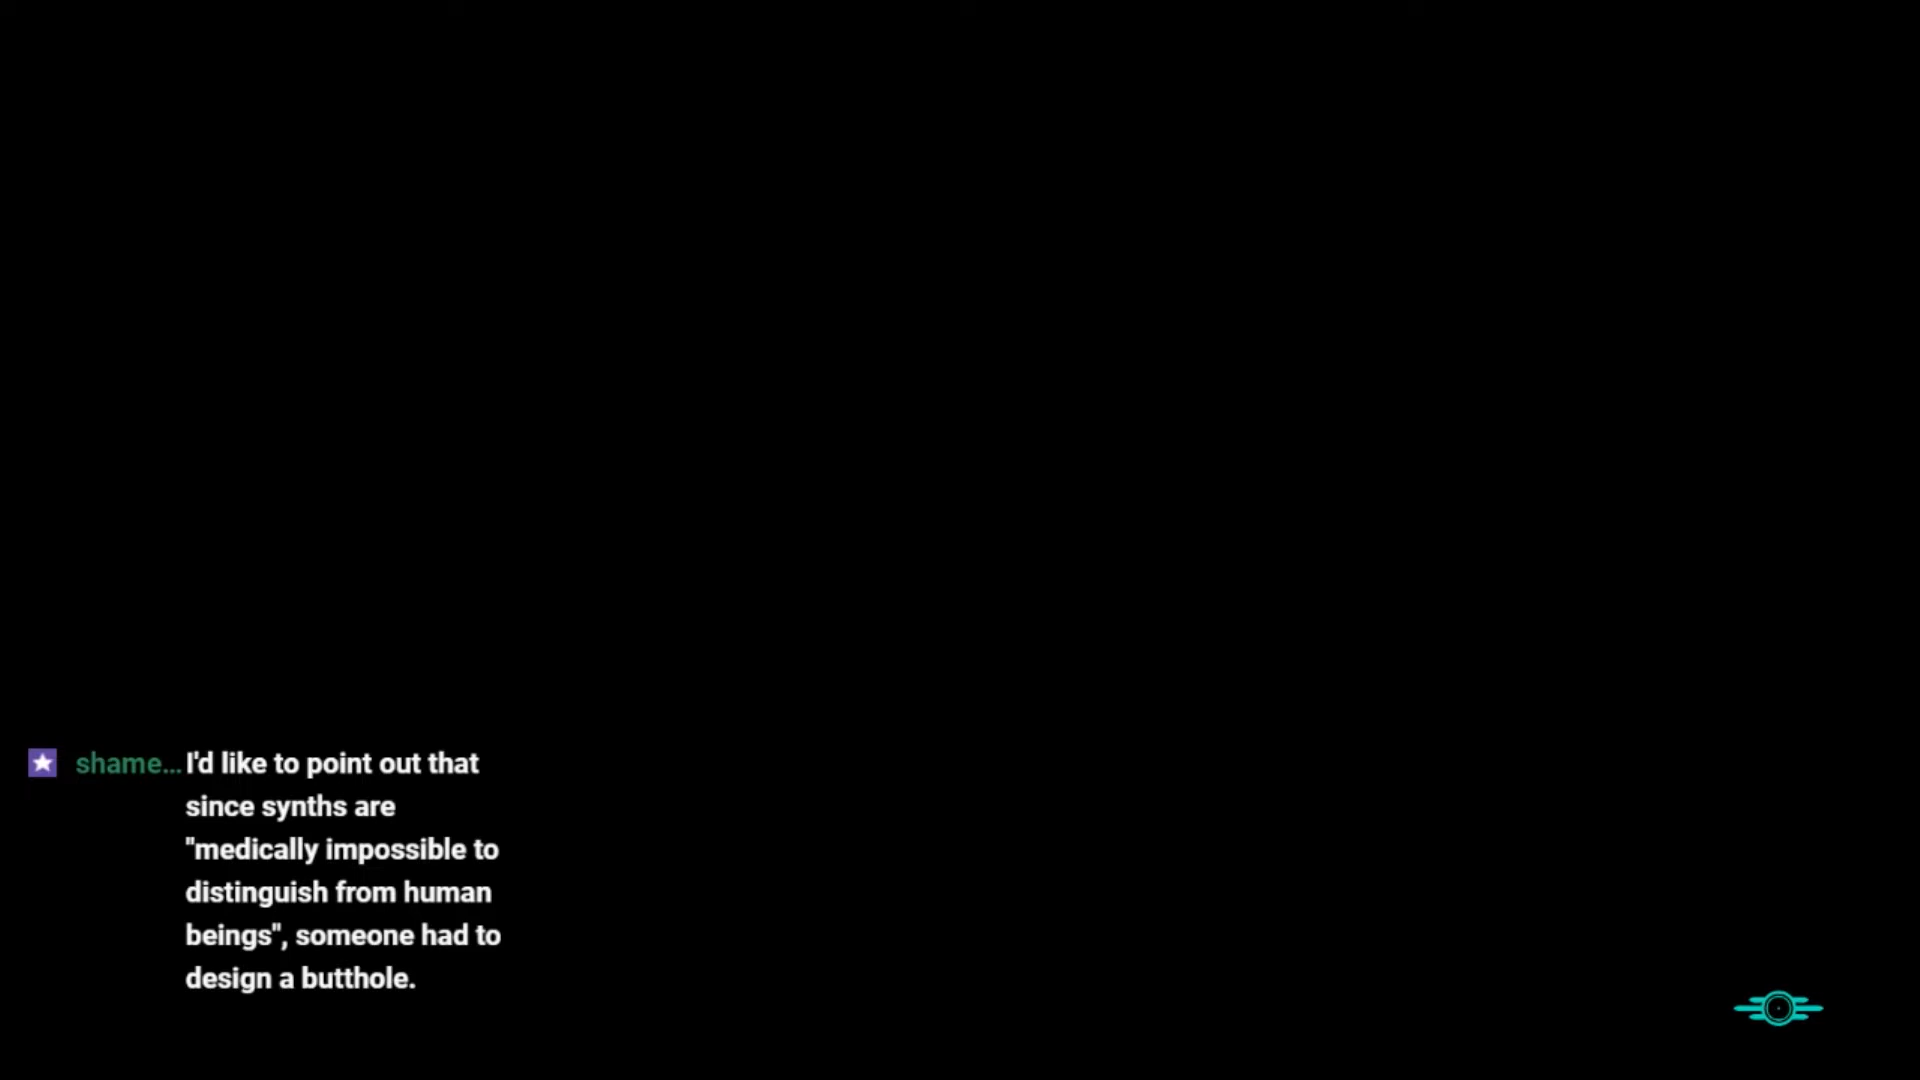 shame... I'd like to point out that
since synths are
"medically impossible to
distinguish from human
beings", someone had to
design a butthole.